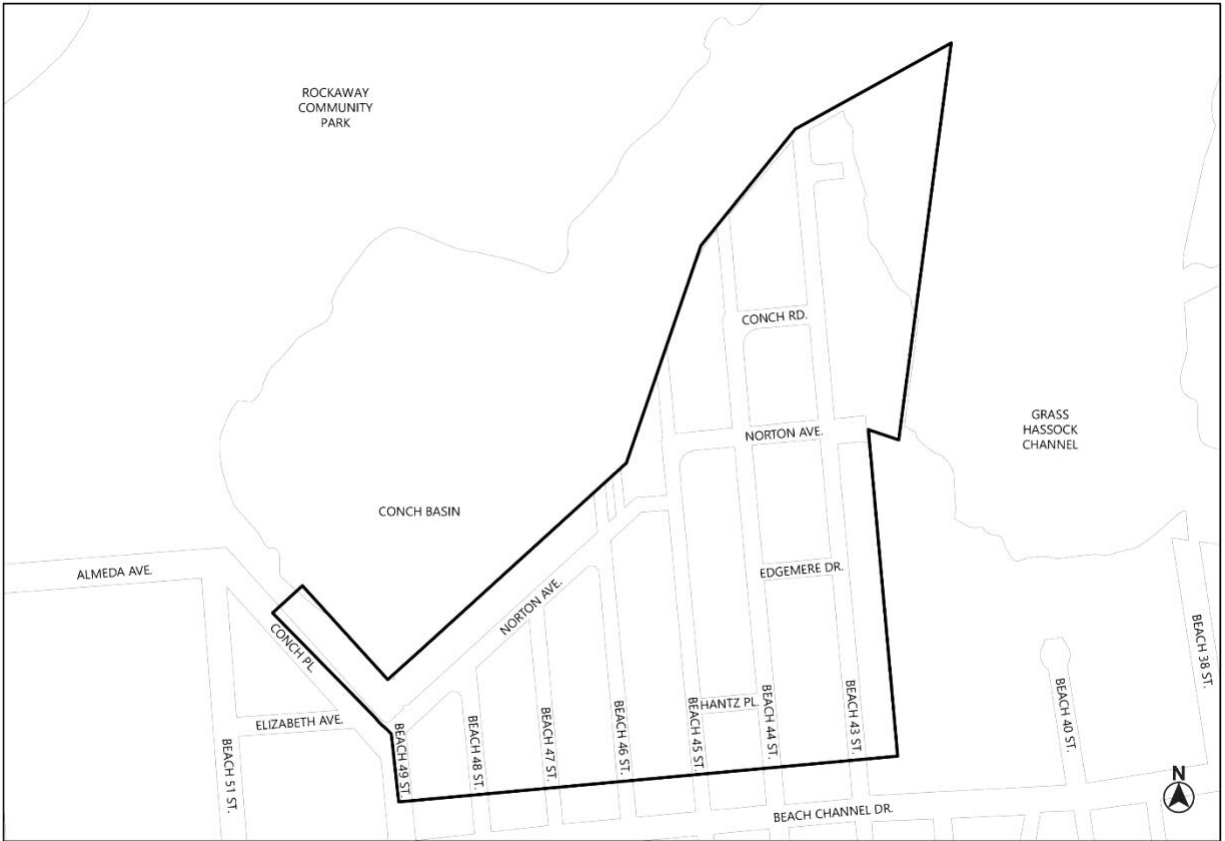 ROCKAWAY
COMMUNITY
PARK
CONCH RD.
NORTON AVE.
GRASS
HASSOCK
CHANNEL
CONCH BASIN
ALMEDA AVE.
EDGEMERE DR.
NORTON AVE.
CONCH PL.
BEACH 38 ST.
ELIZABETH AVE.
HANTZ PL.
BEACH 51 ST.
BEACH 49 ST.
BEACH 48 ST.
BEACH 47 ST.
BEACH 46 ST.
BEACH 45 ST.
BEACH 44 ST.
BEACH 43 ST.
BEACH 40 ST.
N
BEACH CHANNEL DR.